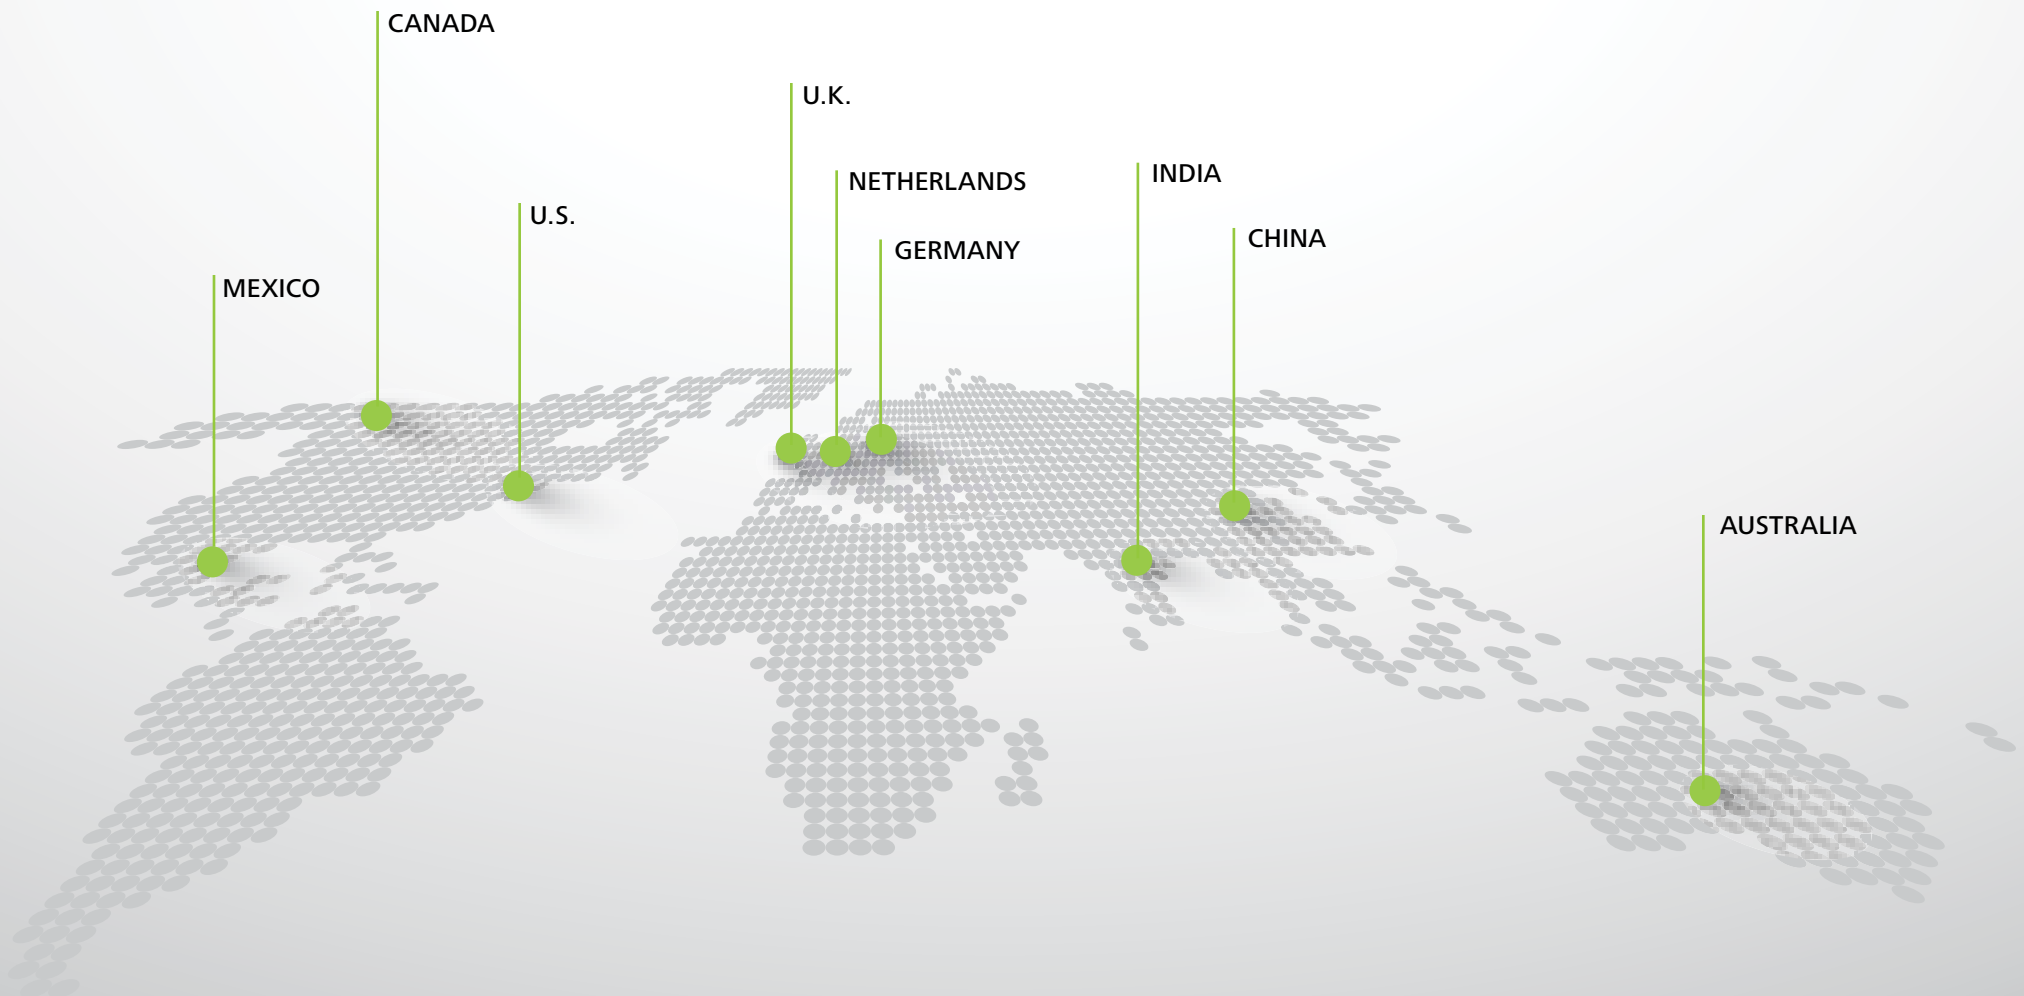 CANADA
U.K.
NETHERLANDS
INDIA
U.S.
CHINA
GERMANY
MEXICO
AUSTRALIA